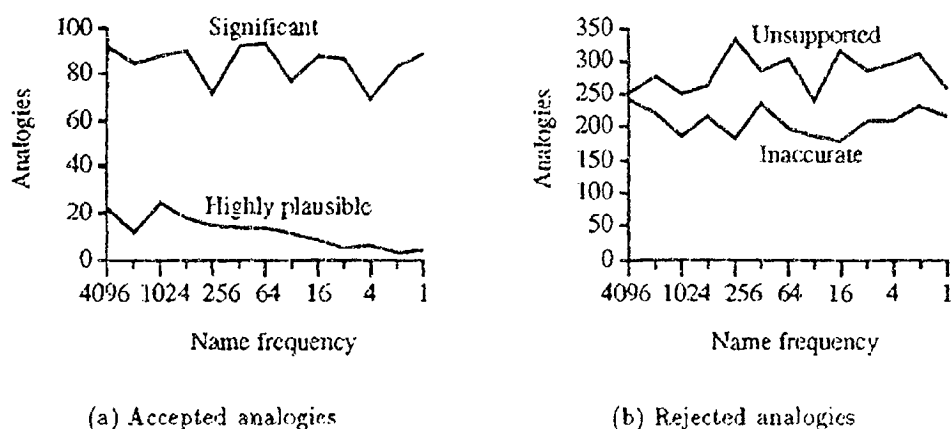 Significant
Highly plausible
Analogies
100
80
60
40
20
0
4096 1024 256 64 16 4 1
Name frequency
(a) Accepted analogies
Unsupported
Inaccurate
Analogies
350
300
250
200
150
100
50
0
4096 1024 256 64 16 4 1
Name frequency
(b) Rejected analogies